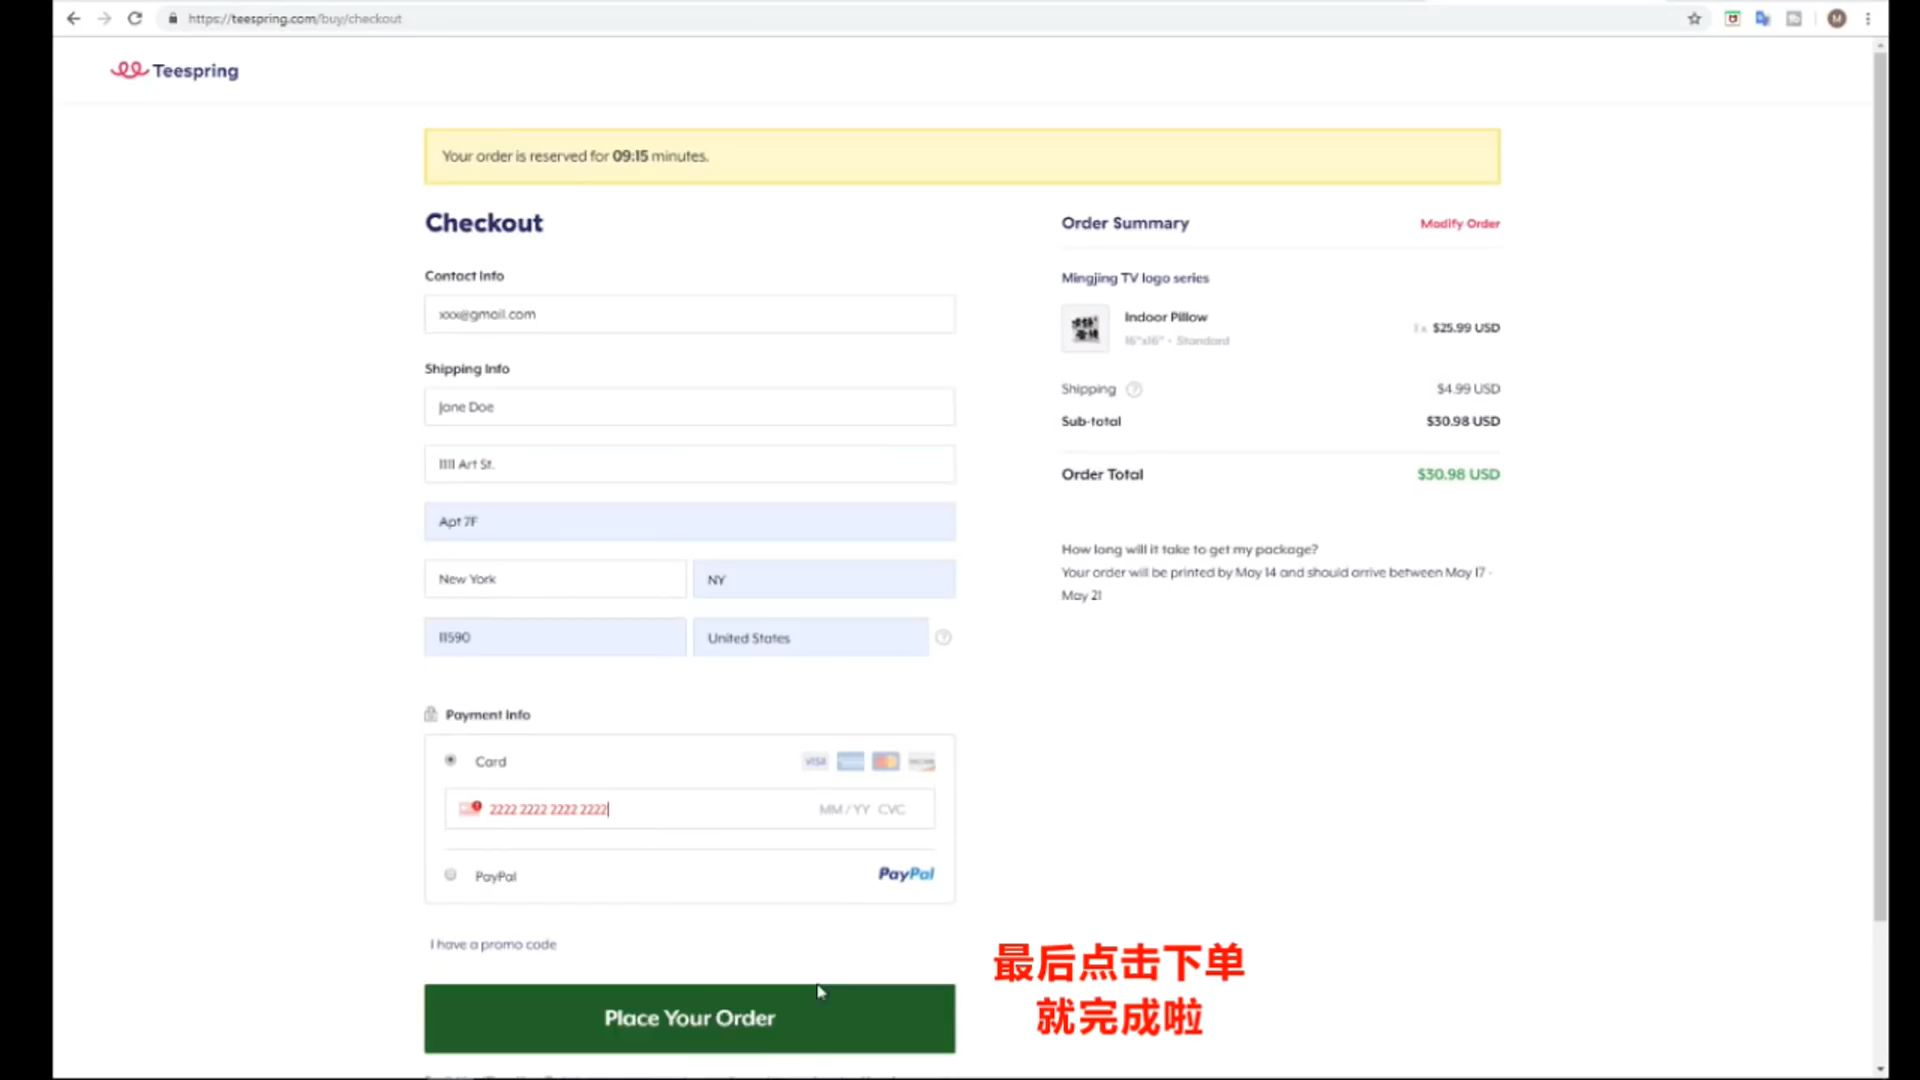 https://teespring.com/buy/checkout
M
Teespring
Your order is reserved for 09:15 minutes.
Checkout
Contact Info
xxx@gmail.com
Shipping Info
Jane Doe
1111 Art St.
Apt 7F
New York
NY
11590
United States
Payment Info
Card
VISA
2222 2222 2222 2222
MM / YY CVC
PayPal
PayPal
I have a promo code
Place Your Order
Order Summary
Modify Order
Mingjing TV logo series
Indoor Pillow
1 x $25.99 USD
16"x16" • Standard
Shipping
$4.99 USD
Sub-total
$30.98 USD
Order Total
$30.98 USD
How long will it take to get my package?
Your order will be printed by May 14 and should arrive between May 17 -
May 21
最后点击下单
就完成啦